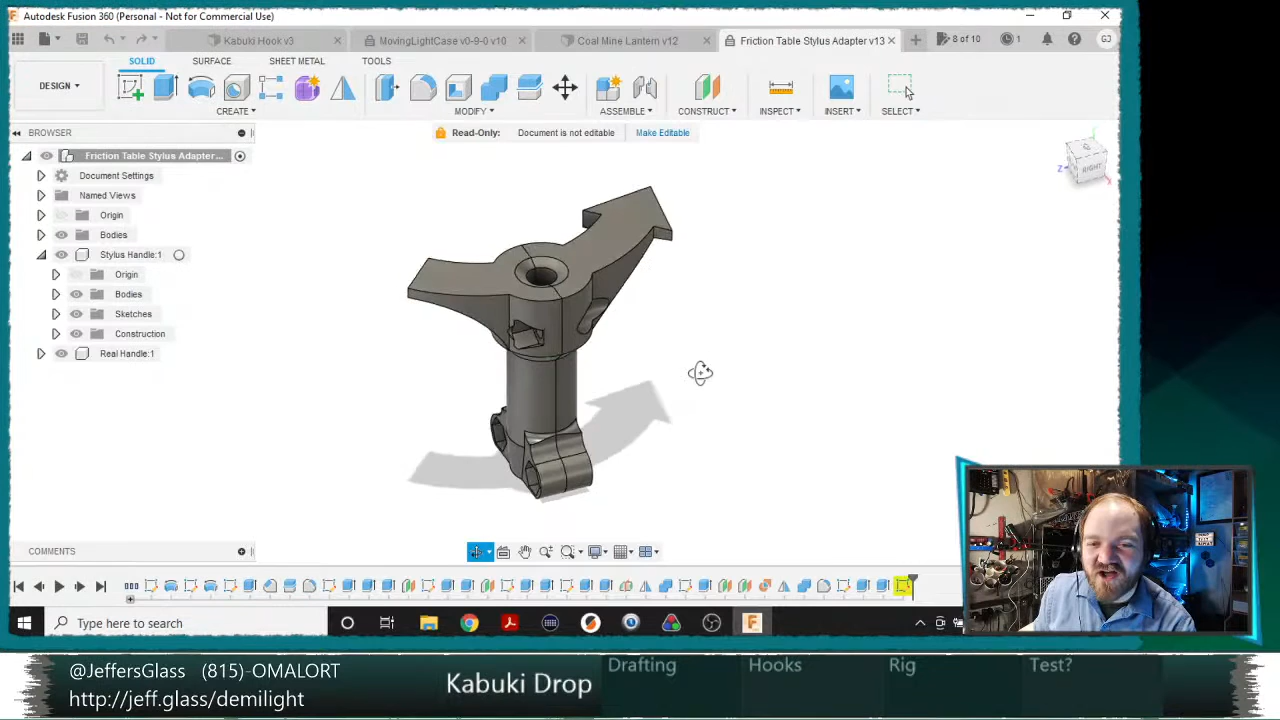 Autodesk Fusion 360 (Personal - Not for Commercial Use)
Kabuki Hook v3
MovingLightCase v0-9-0 v10
Coal Mine Lantern v12
Friction Table Stylus Adapter v13
8 of 10
1
GJ
DESIGN
SOLID
SURFACE
SHEET METAL
TOOLS
CREATE
MODIFY
ASSEMBLE
CONSTRUCT
INSPECT
INSERT
SELECT
BROWSER
Read-Only: Document is not editable Make Editable
Friction Table Stylus Adapter...
Document Settings
Named Views
Origin
Bodies
Stylus Handle:1
Origin
Bodies
Sketches
Construction
Real Handle:1
Z
RIGHT
X
COMMENTS
Type here to search
@JeffersGlass (815)-OMALORT
http://jeff.glass/demilight
Kabuki Drop
Drafting
Hooks
Rig
Test?